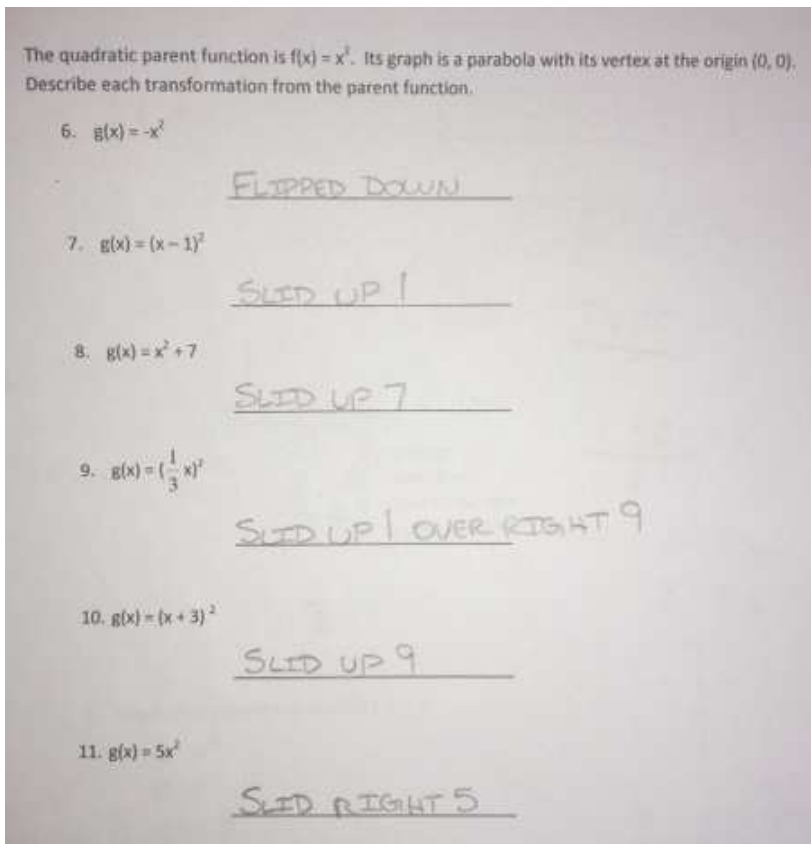 The quadratic parent function is f(x) = x². Its graph is a parabola with its vertex at the origin (0, 0).
Describe each transformation from the parent function.
6. g(x) = -x²
FLIPPED DOWN
7. g(x) = (x – 1)²
SLID UP 1
8. g(x) = x² + 7
SLID UP 7
9. g(x) = (1/3 x)²
SLID UP 1 OVER RIGHT 9
10. g(x) = (x + 3)²
SLID UP 9
11. g(x) = 5x²
SLID RIGHT 5